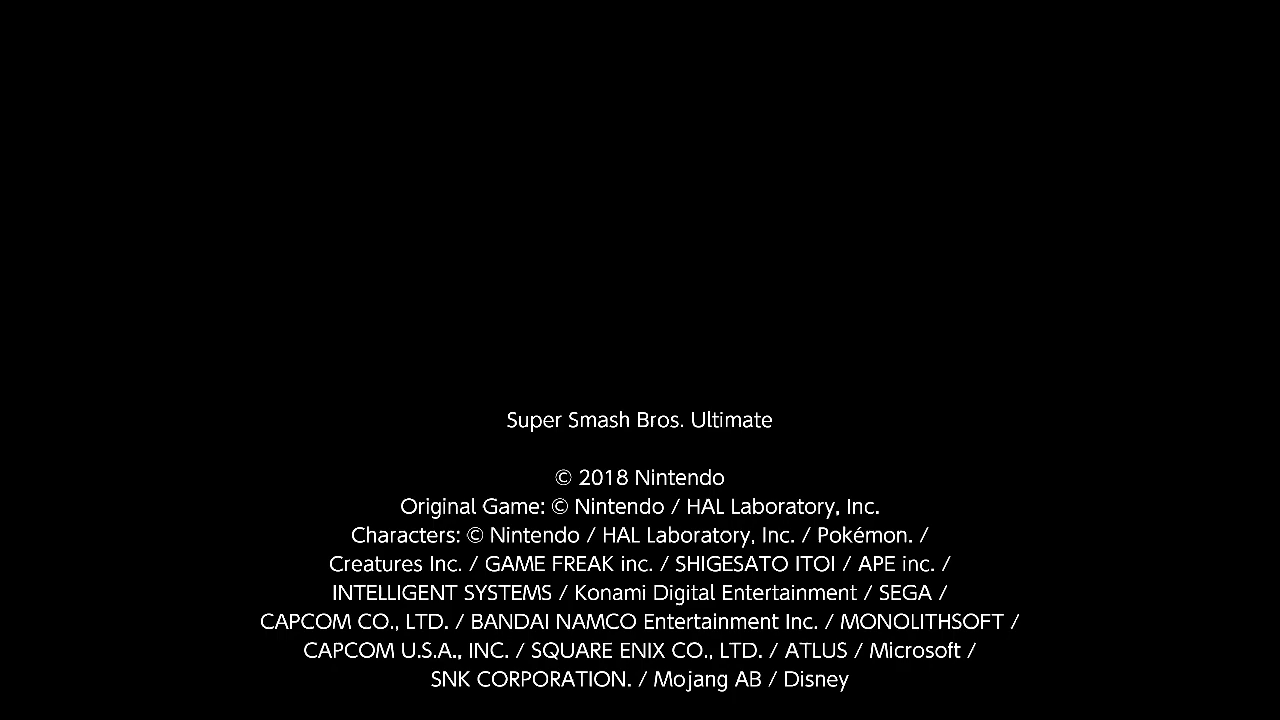 Super Smash Bros. Ultimate
© 2018 Nintendo
Original Game: © Nintendo / HAL Laboratory, Inc.
Characters: © Nintendo / HAL Laboratory, Inc. / Pokémon. /
Creatures Inc. / GAME FREAK inc. / SHIGESATO ITOI / APE inc. /
INTELLIGENT SYSTEMS / Konami Digital Entertainment / SEGA /
CAPCOM CO., LTD. / BANDAI NAMCO Entertainment Inc. / MONOLITHSOFT /
CAPCOM U.S.A., INC. / SQUARE ENIX CO., LTD. / ATLUS / Microsoft /
SNK CORPORATION. / Mojang AB / Disney